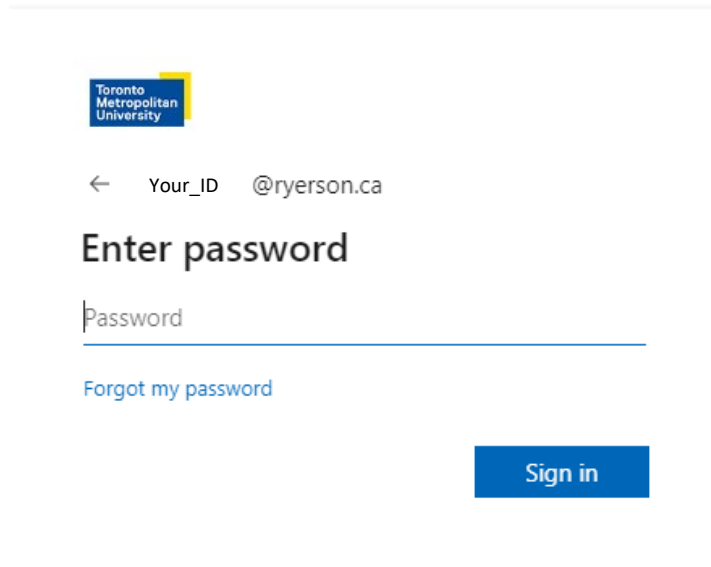 Toronto
Metropolitan
University
← Your_ID @ryerson.ca
Enter password
Password
Forgot my password
Sign in